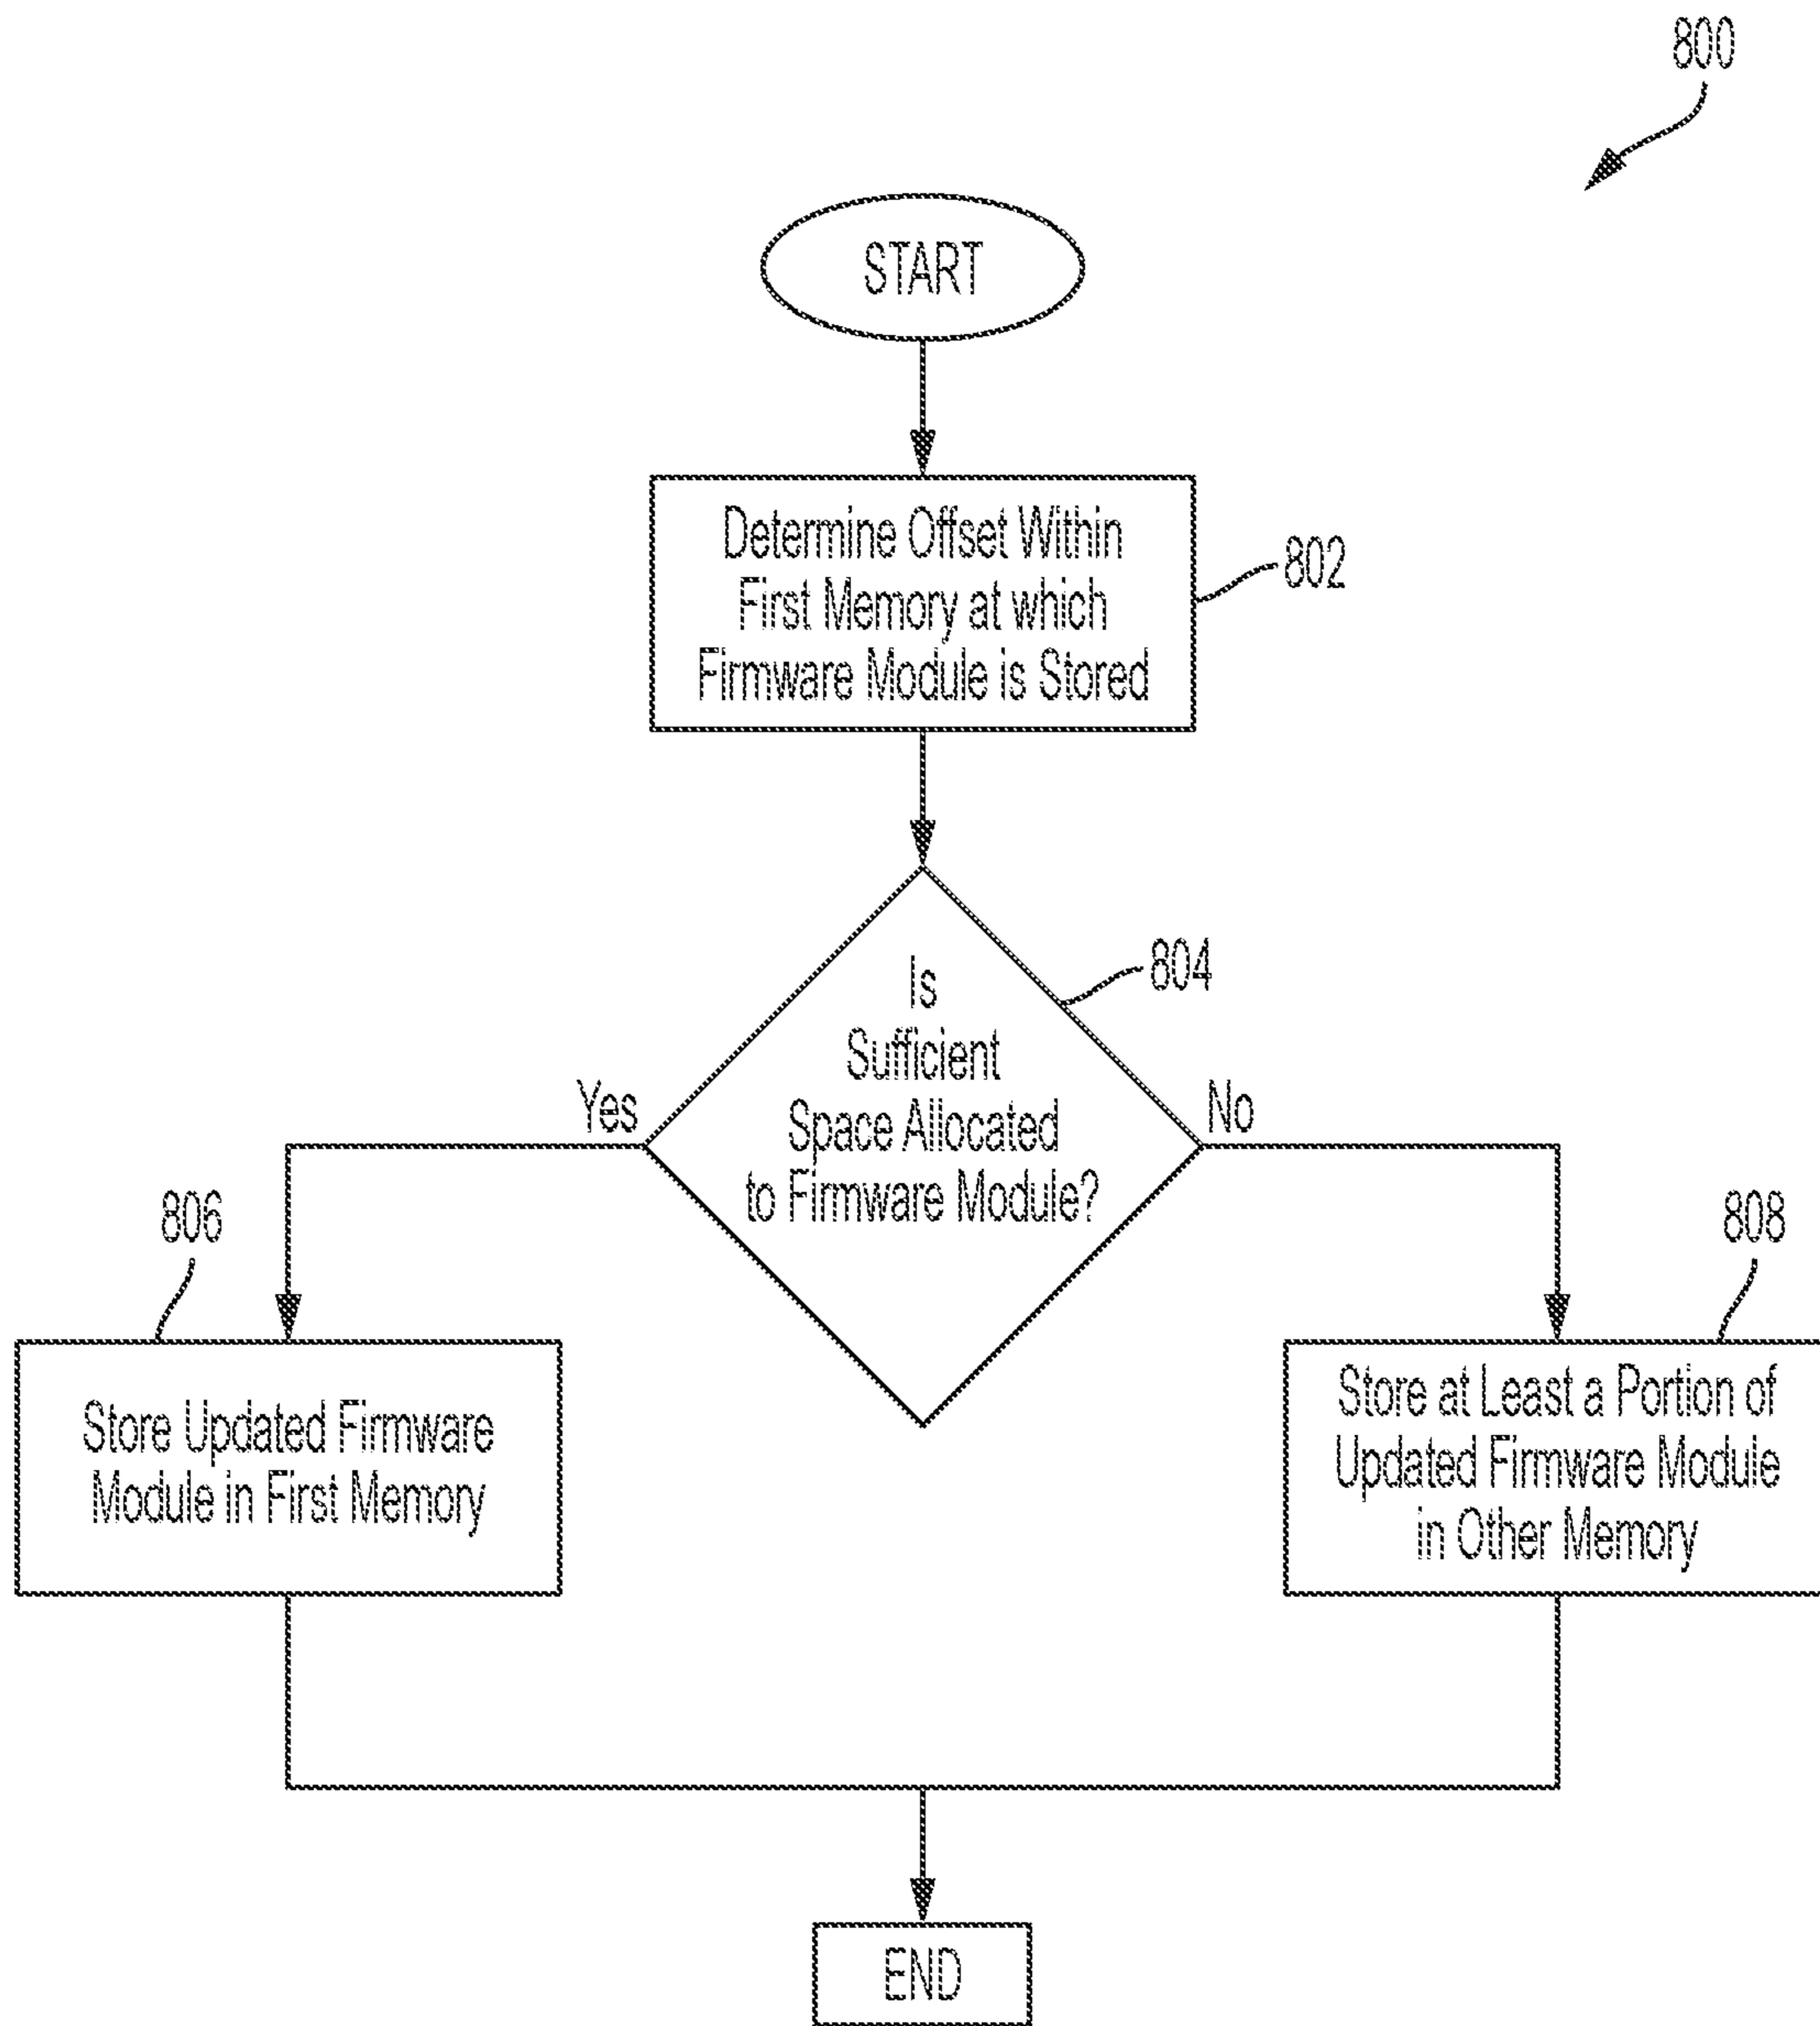 800
START
Determine Offset Within
First Memory at which
Firmware Module is Stored
802
Is
Sufficient
Space Allocated
to Firmware Module?
804
Yes
No
806
Store Updated Firmware
Module in First Memory
808
Store at Least a Portion of
Updated Firmware Module
in Other Memory
END